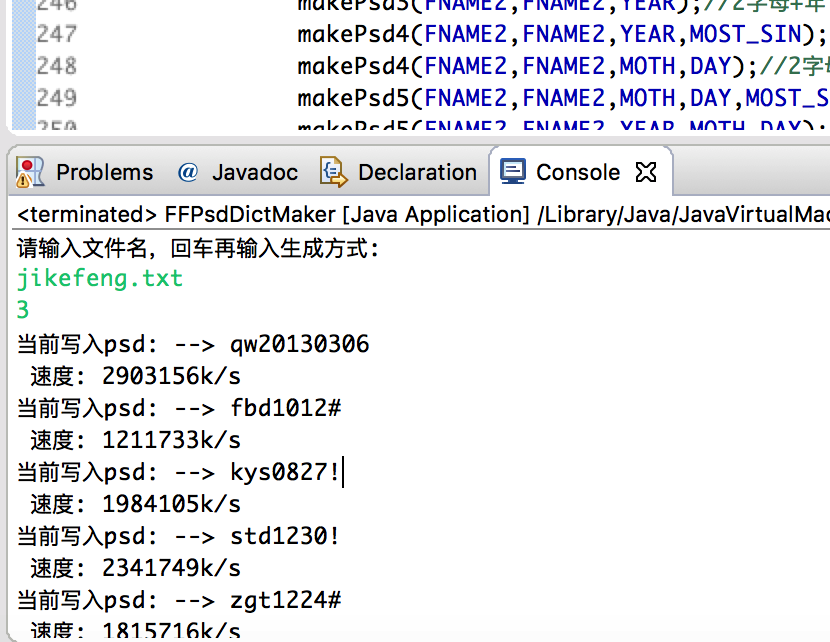 246 makePsd3(FNAME2,FNAME2,YEAR);//2字母+年
247 makePsd4(FNAME2,FNAME2,YEAR,MOST_SIN);
248 makePsd4(FNAME2,FNAME2,MOTH,DAY);//2字母
249 makePsd5(FNAME2,FNAME2,MOTH,DAY,MOST_S
250 makePsd5(FNAME2,FNAME2,YEAR,MOTH,DAY);
Problems @ Javadoc Declaration Console
<terminated> FFPsdDictMaker [Java Application] /Library/Java/JavaVirtualMac
请输入文件名，回车再输入生成方式：
jikefeng.txt
3
当前写入psd: --> qw20130306
速度: 2903156k/s
当前写入psd: --> fbd1012#
速度: 1211733k/s
当前写入psd: --> kys0827!
速度: 1984105k/s
当前写入psd: --> std1230!
速度: 2341749k/s
当前写入psd: --> zgt1224#
速度: 1815716k/s